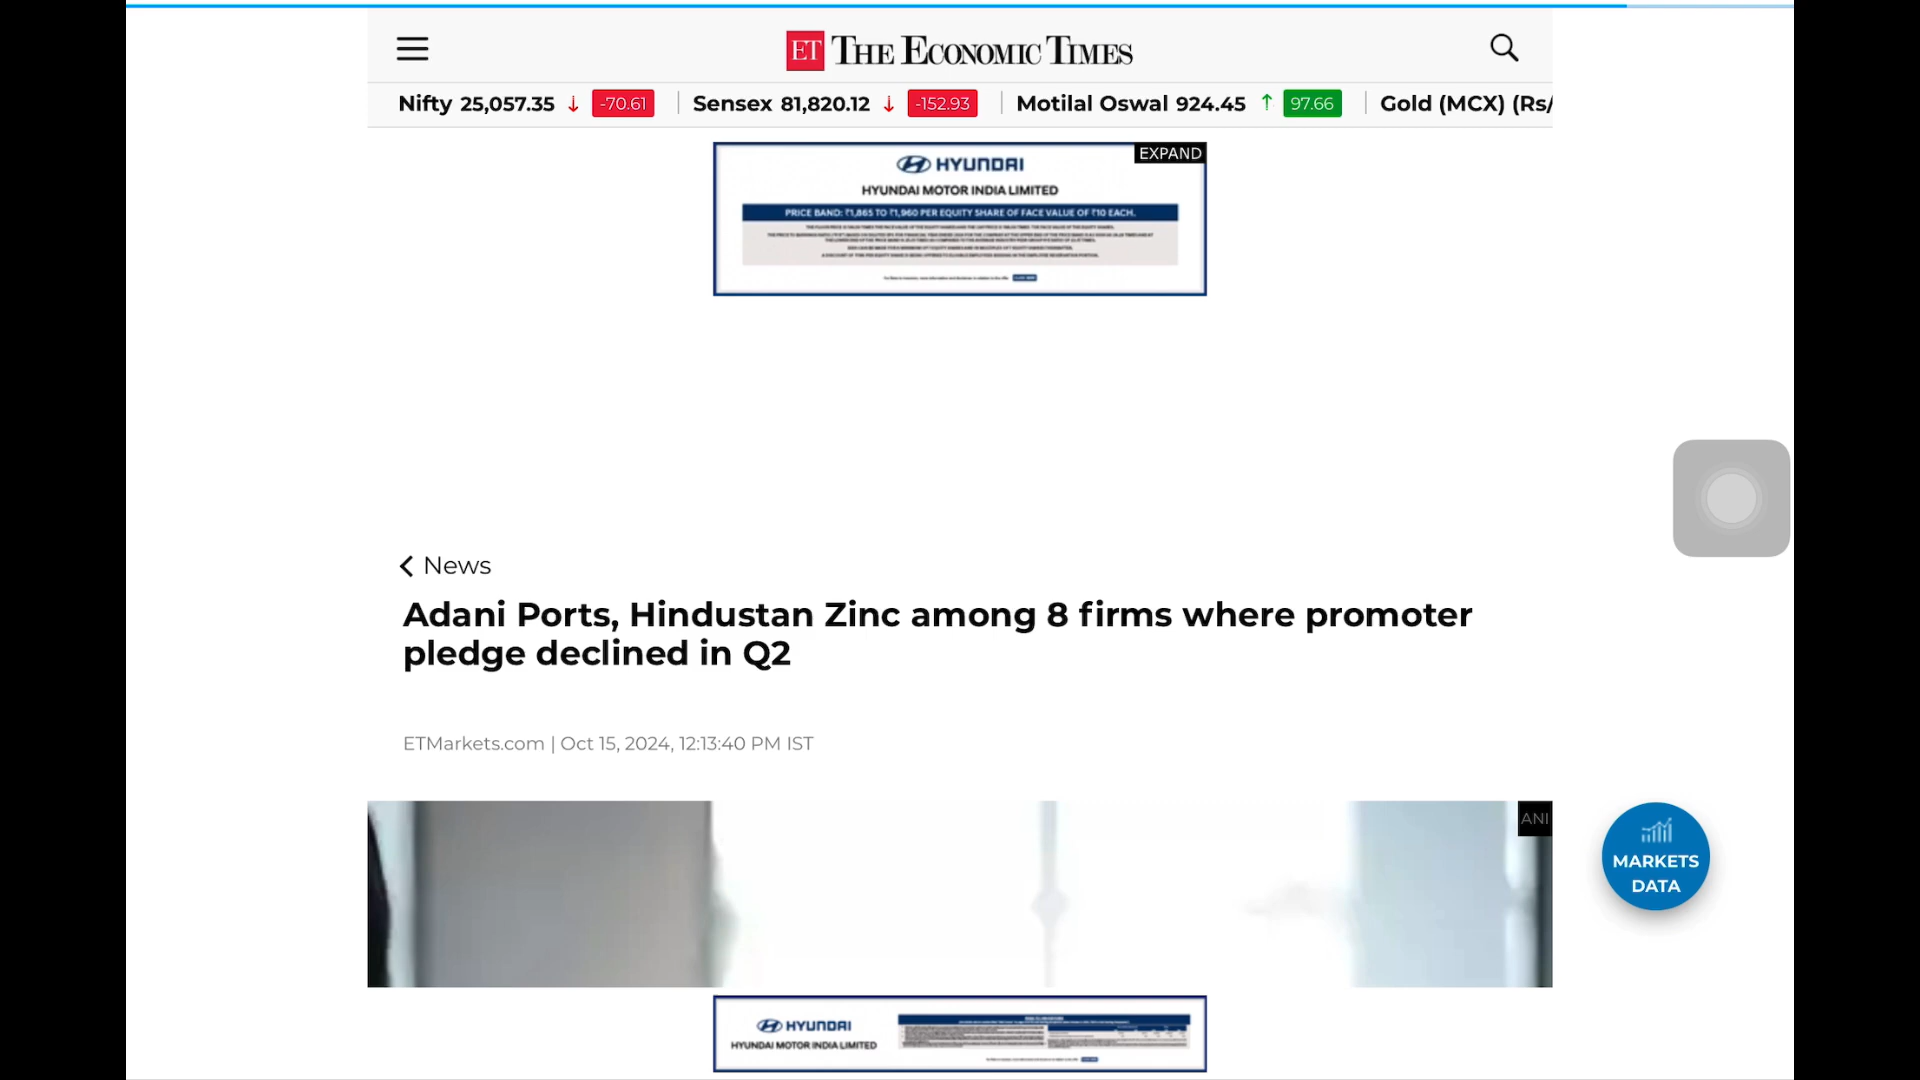 ET THE ECONOMIC TIMES
Nifty 25,057.35 ↓ -70.61 | Sensex 81,820.12 ↓ -152.93 | Motilal Oswal 924.45 ↑ 97.66 | Gold (MCX) (Rs/
EXPAND
HYUNDAI
HYUNDAI MOTOR INDIA LIMITED
PRICE BAND: ₹1,865 TO ₹1,960 PER EQUITY SHARE OF FACE VALUE OF ₹10 EACH.
News
Adani Ports, Hindustan Zinc among 8 firms where promoter
pledge declined in Q2
ETMarkets.com | Oct 15, 2024, 12:13:40 PM IST
ANI
MARKETS
DATA
HYUNDAI
HYUNDAI MOTOR INDIA LIMITED